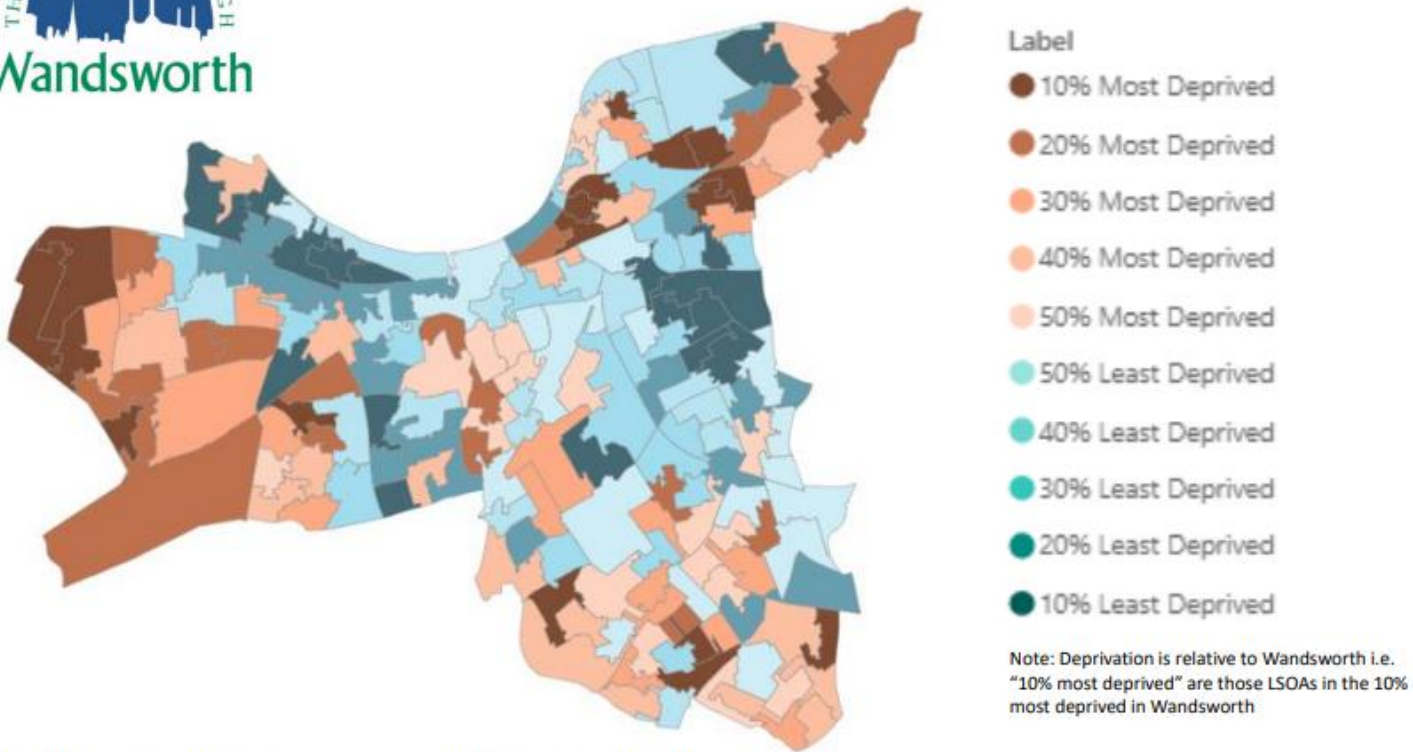 Wandsworth
Label
10% Most Deprived
20% Most Deprived
30% Most Deprived
40% Most Deprived
50% Most Deprived
50% Least Deprived
40% Least Deprived
30% Least Deprived
20% Least Deprived
10% Least Deprived
Note: Deprivation is relative to Wandsworth i.e.
“10% most deprived” are those LSOAs in the 10%
most deprived in Wandsworth